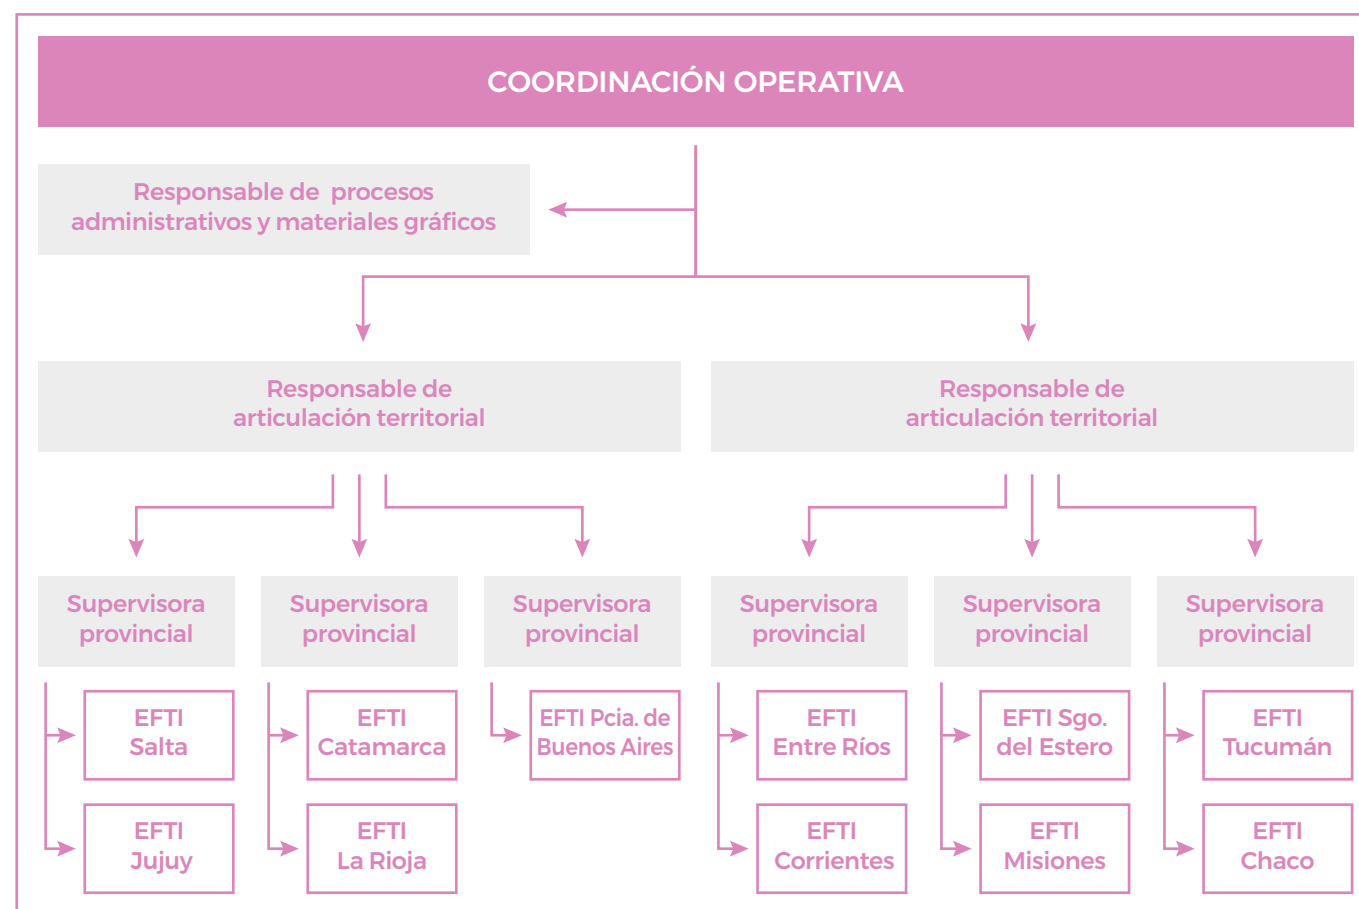 COORDINACIÓN OPERATIVA
Responsable de procesos
administrativos y materiales gráficos
Responsable de
articulación territorial
Responsable de
articulación territorial
Supervisora
provincial
Supervisora
provincial
Supervisora
provincial
Supervisora
provincial
Supervisora
provincial
Supervisora
provincial
EFTI
Salta
EFTI
Catamarca
EFTI Pcia. de
Buenos Aires
EFTI
Entre Ríos
EFTI Sgo.
del Estero
EFTI
Tucumán
EFTI
Jujuy
EFTI
La Rioja
EFTI
Corrientes
EFTI
Misiones
EFTI
Chaco